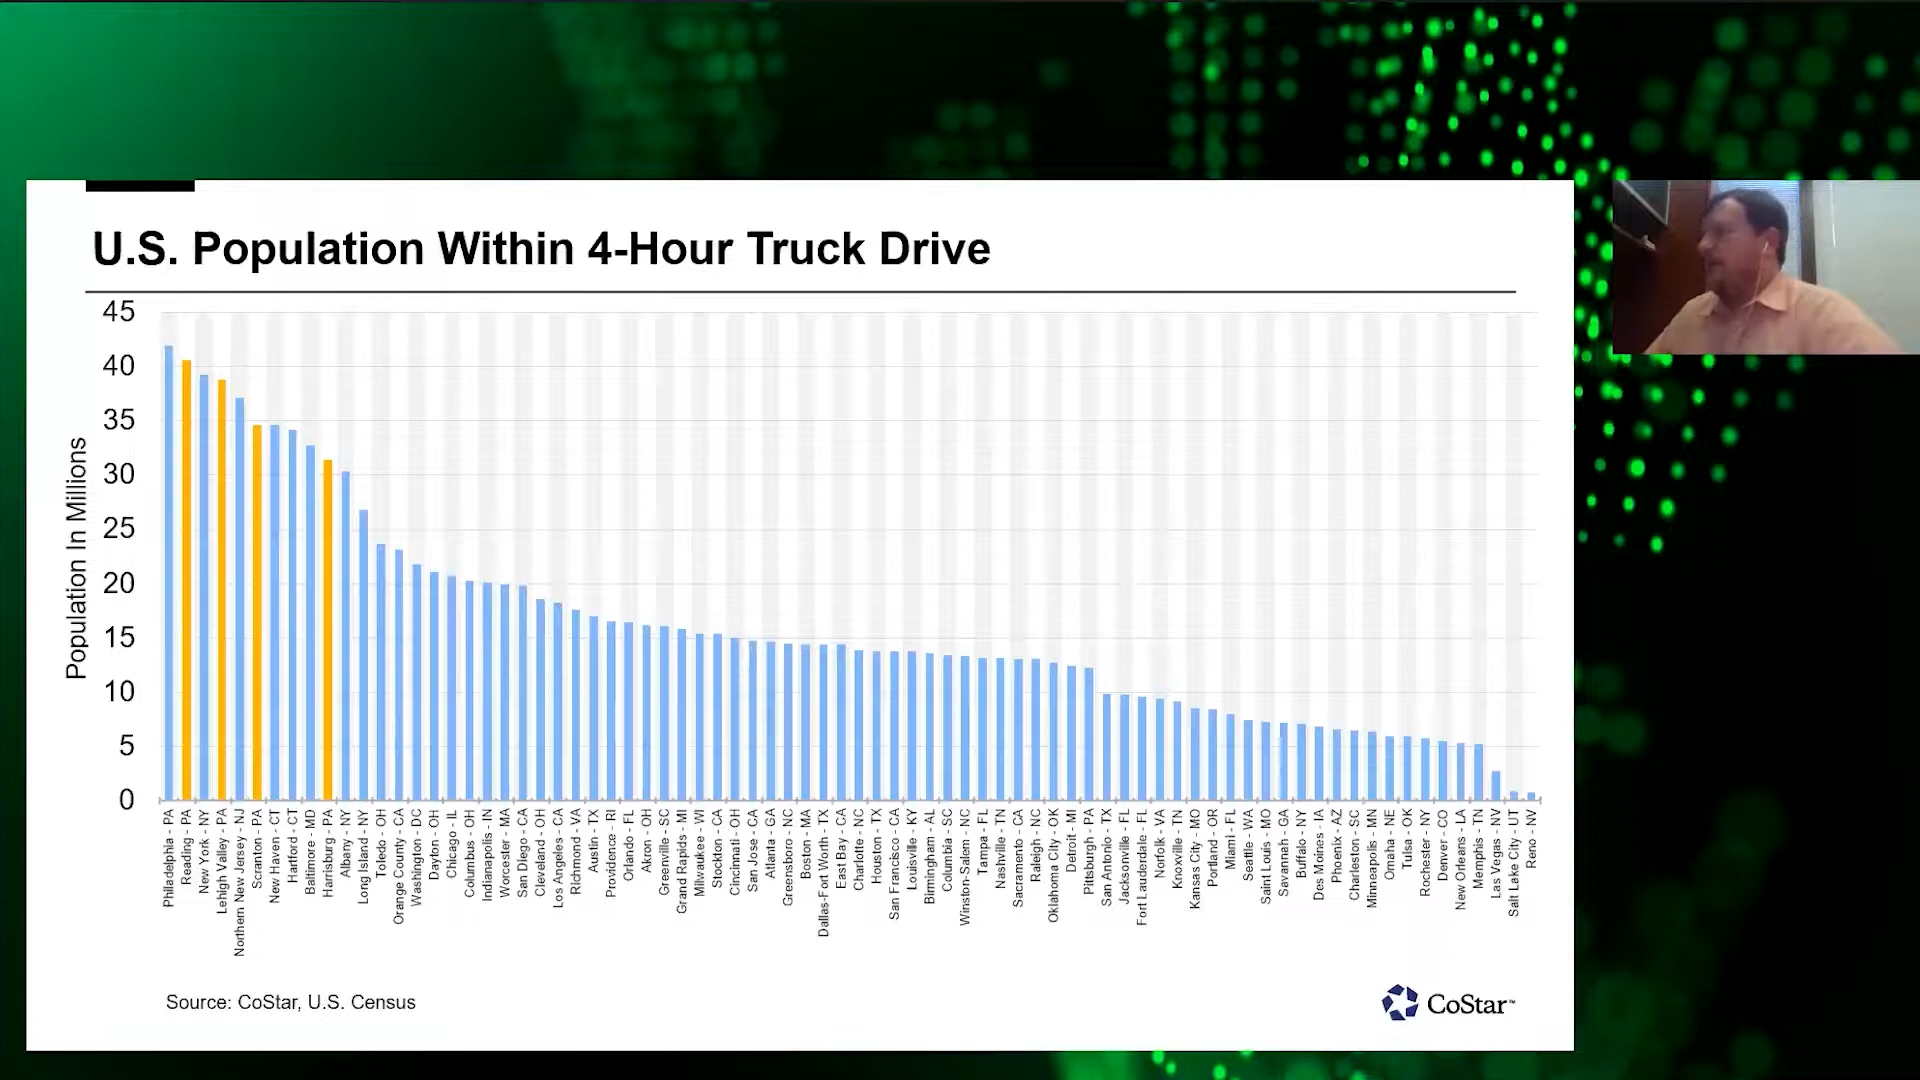 U.S. Population Within 4-Hour Truck Drive
Population In Millions
45
40
35
30
25
20
15
10
5
0
Philadelphia - PA
Reading - PA
New York - NY
Lehigh Valley - PA
Northern New Jersey - NJ
Scranton - PA
New Haven - CT
Hartford - CT
Baltimore - MD
Harrisburg - PA
Albany - NY
Long Island - NY
Toledo - OH
Orange County - CA
Washington - DC
Dayton - OH
Chicago - IL
Columbus - OH
Indianapolis - IN
Worcester - MA
San Diego - CA
Cleveland - OH
Los Angeles - CA
Richmond - VA
Austin - TX
Providence - RI
Orlando - FL
Akron - OH
Greenville - SC
Grand Rapids - MI
Milwaukee - WI
Stockton - CA
Cincinnati - OH
San Jose - CA
Atlanta - GA
Greensboro - NC
Boston - MA
Dallas-Fort Worth - TX
East Bay - CA
Charlotte - NC
Houston - TX
San Francisco - CA
Louisville - KY
Birmingham - AL
Columbia - SC
Winston-Salem - NC
Tampa - FL
Nashville - TN
Sacramento - CA
Raleigh - NC
Oklahoma City - OK
Detroit - MI
Pittsburgh - PA
San Antonio - TX
Jacksonville - FL
Fort Lauderdale - FL
Norfolk - VA
Knoxville - TN
Kansas City - MO
Portland - OR
Miami - FL
Seattle - WA
Saint Louis - MO
Savannah - GA
Buffalo - NY
Des Moines - IA
Phoenix - AZ
Charleston - SC
Minneapolis - MN
Omaha - NE
Tulsa - OK
Rochester - NY
Denver - CO
New Orleans - LA
Memphis - TN
Las Vegas - NV
Salt Lake City - UT
Reno - NV
Source: CoStar, U.S. Census
CoStar™